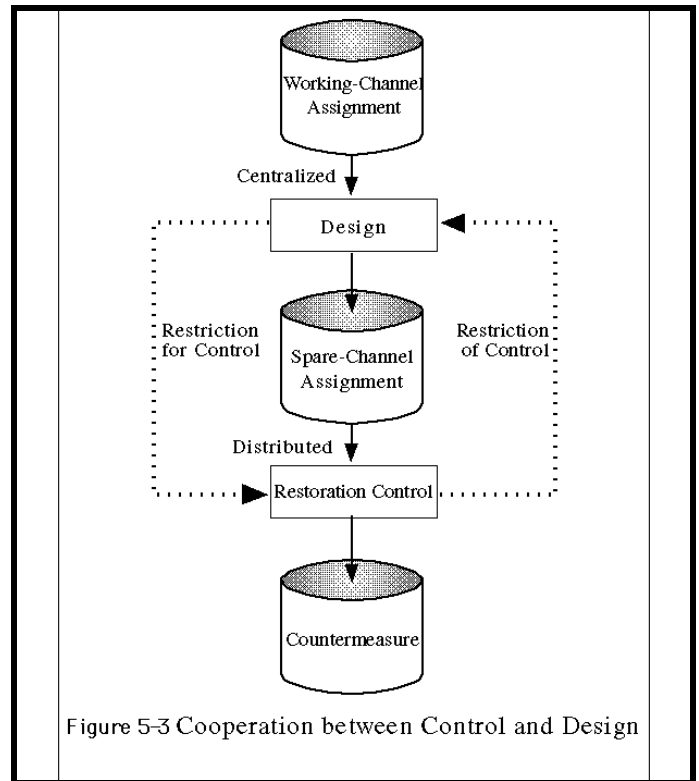 Working-Channel
Assignment
Centralized
Design
Restriction
for Control
Restriction
of Control
Spare-Channel
Assignment
Distributed
Restoration Control
Countermeasure
Figure 5-3 Cooperation between Control and Design